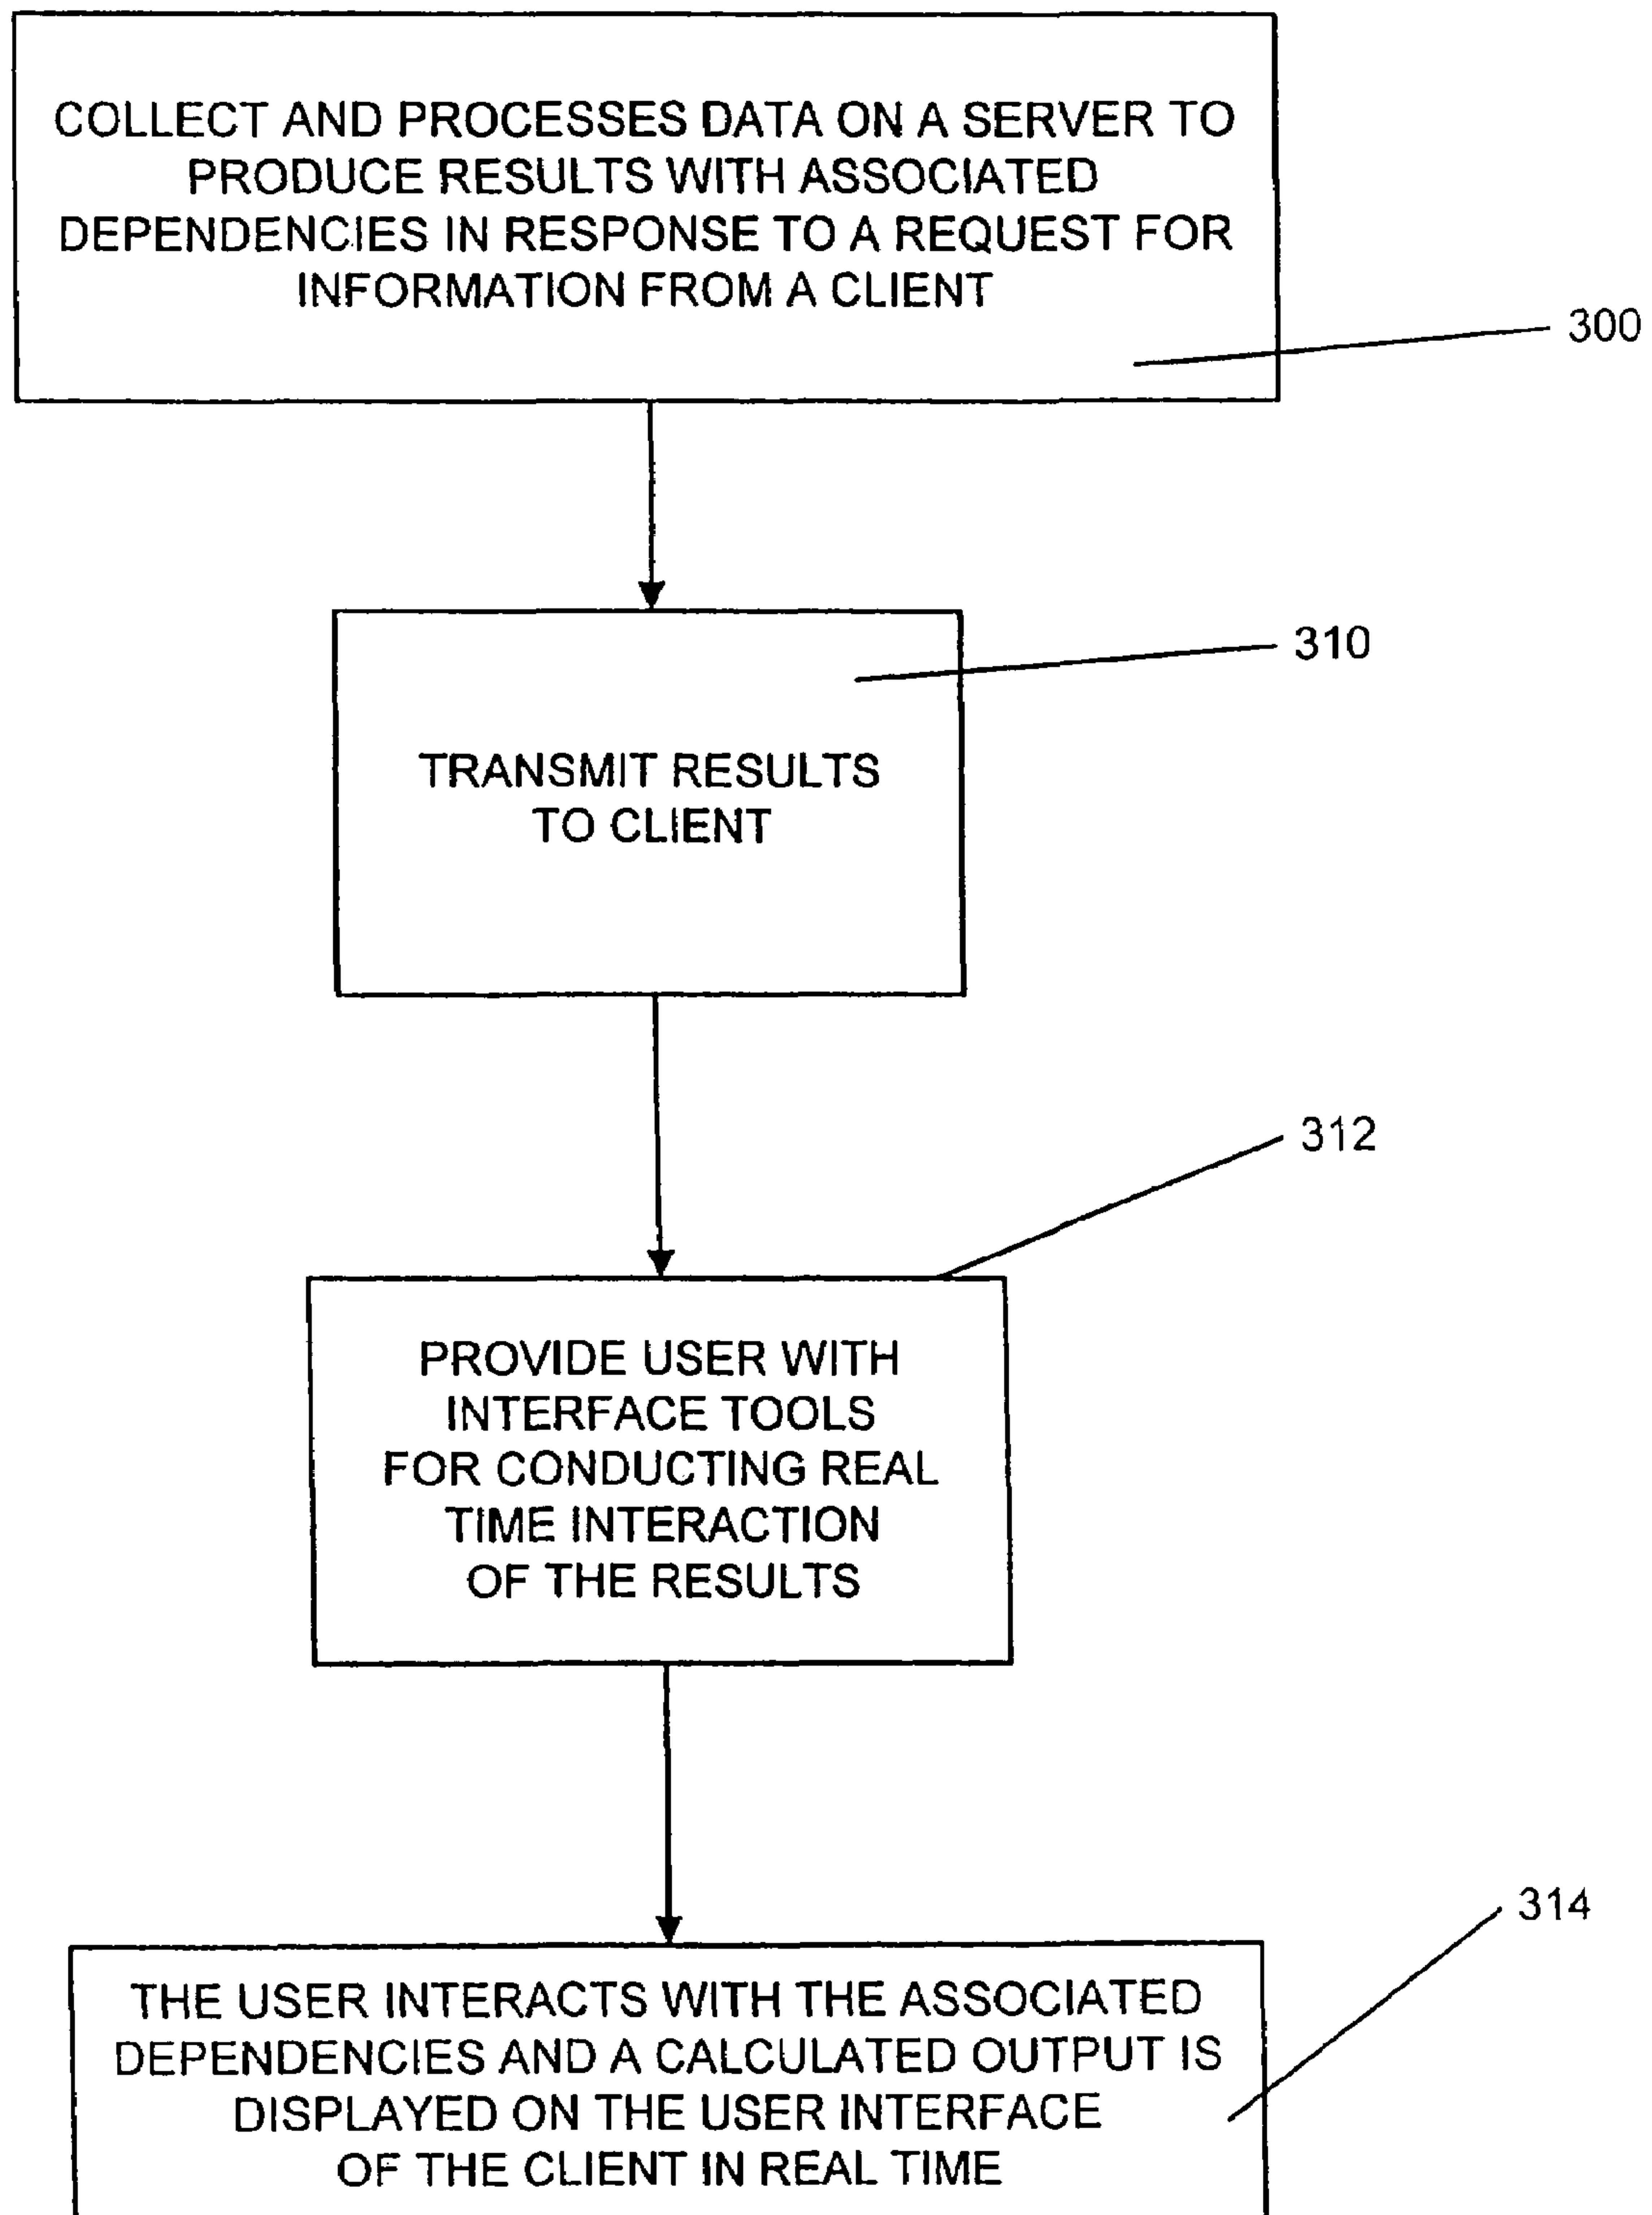 COLLECT AND PROCESSES DATA ON A SERVER TO
PRODUCE RESULTS WITH ASSOCIATED
DEPENDENCIES IN RESPONSE TO A REQUEST FOR
INFORMATION FROM A CLIENT
300
310
TRANSMIT RESULTS
TO CLIENT
312
PROVIDE USER WITH
INTERFACE TOOLS
FOR CONDUCTING REAL
TIME INTERACTION
OF THE RESULTS
314
THE USER INTERACTS WITH THE ASSOCIATED
DEPENDENCIES AND A CALCULATED OUTPUT IS
DISPLAYED ON THE USER INTERFACE
OF THE CLIENT IN REAL TIME